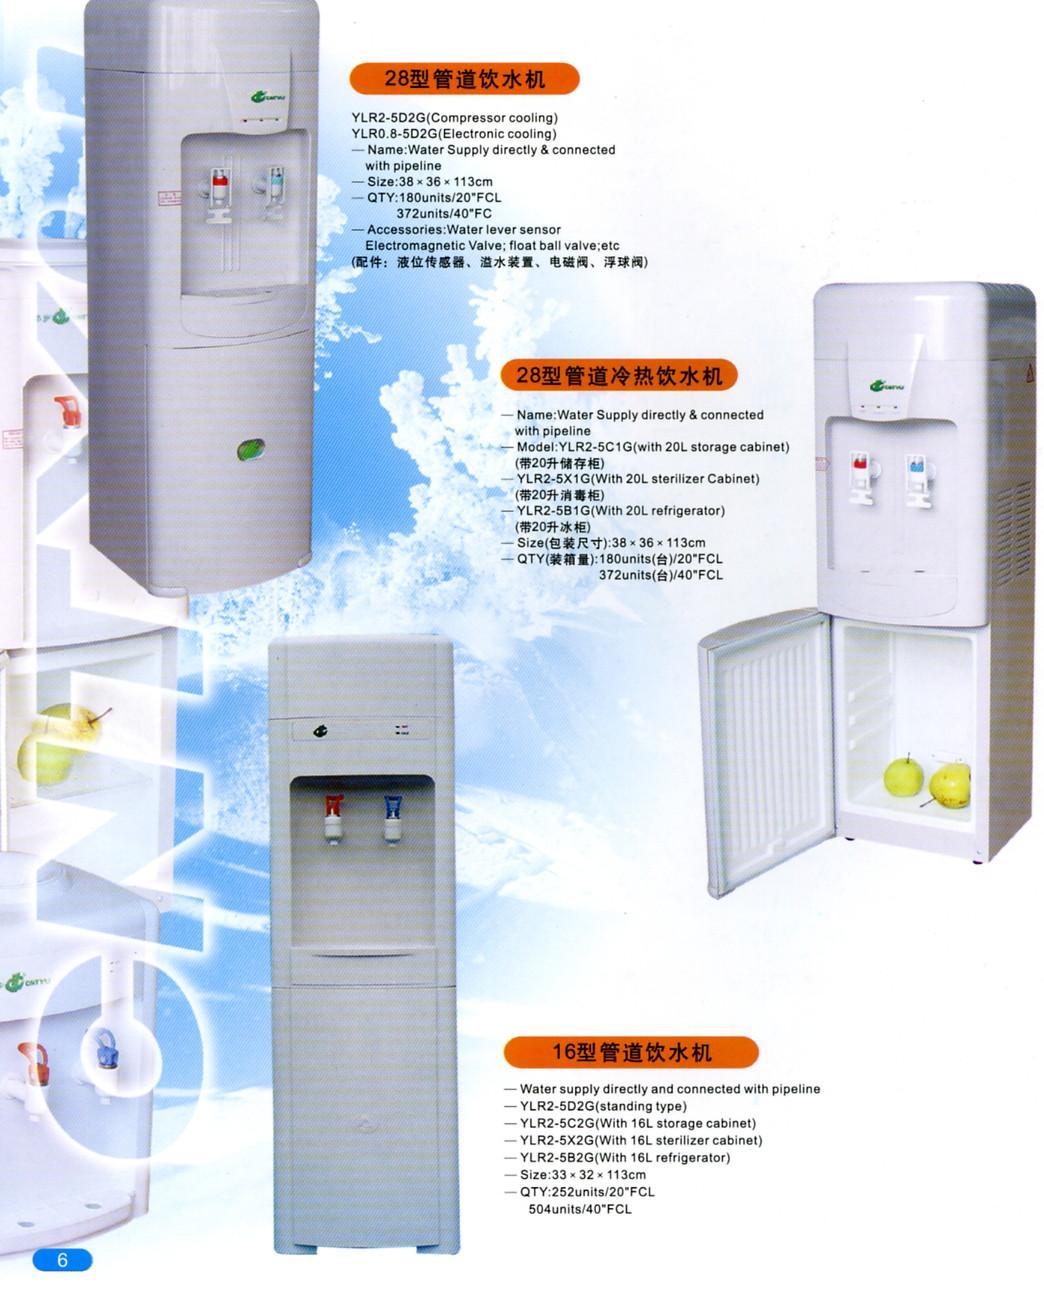 28型管道饮水机
YLR2-5D2G(Compressor cooling)
YLR0.8-5D2G(Electronic cooling)
— Name:Water Supply directly & connected
with pipeline
— Size:38 × 36 × 113cm
— QTY:180units/20"FCL
372units/40"FC
— Accessories:Water lever sensor
Electromagnetic Valve; float ball valve;etc
(配件：液位传感器、溢水装置、电磁阀、浮球阀)
28型管道冷热饮水机
— Name:Water Supply directly & connected
with pipeline
— Model:YLR2-5C1G(with 20L storage cabinet)
(带20升储存柜)
— YLR2-5X1G(With 20L sterilizer Cabinet)
(带20升消毒柜)
— YLR2-5B1G(With 20L refrigerator)
(带20升冰柜)
— Size(包装尺寸):38 × 36 × 113cm
— QTY(装箱量):180units(台)/20"FCL
372units(台)/40"FCL
16型管道饮水机
— Water supply directly and connected with pipeline
— YLR2-5D2G(standing type)
— YLR2-5C2G(With 16L storage cabinet)
— YLR2-5X2G(With 16L sterilizer cabinet)
— YLR2-5B2G(With 16L refrigerator)
— Size:33 × 32 × 113cm
— QTY:252units/20"FCL
504units/40"FCL
6